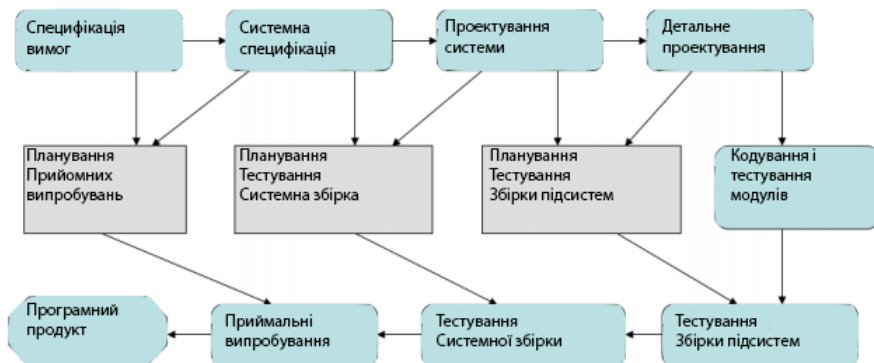 Специфікація
вимог
Системна
специфікація
Проектування
системи
Детальне
проектування
Планування
Прийомних
випробувань
Планування
Тестування
Системна збірка
Планування
Тестування
Збірки підсистем
Кодування і
тестування
модулів
Програмний
продукт
Приймальні
випробування
Тестування
Системної збірки
Тестування
Збірки підсистем